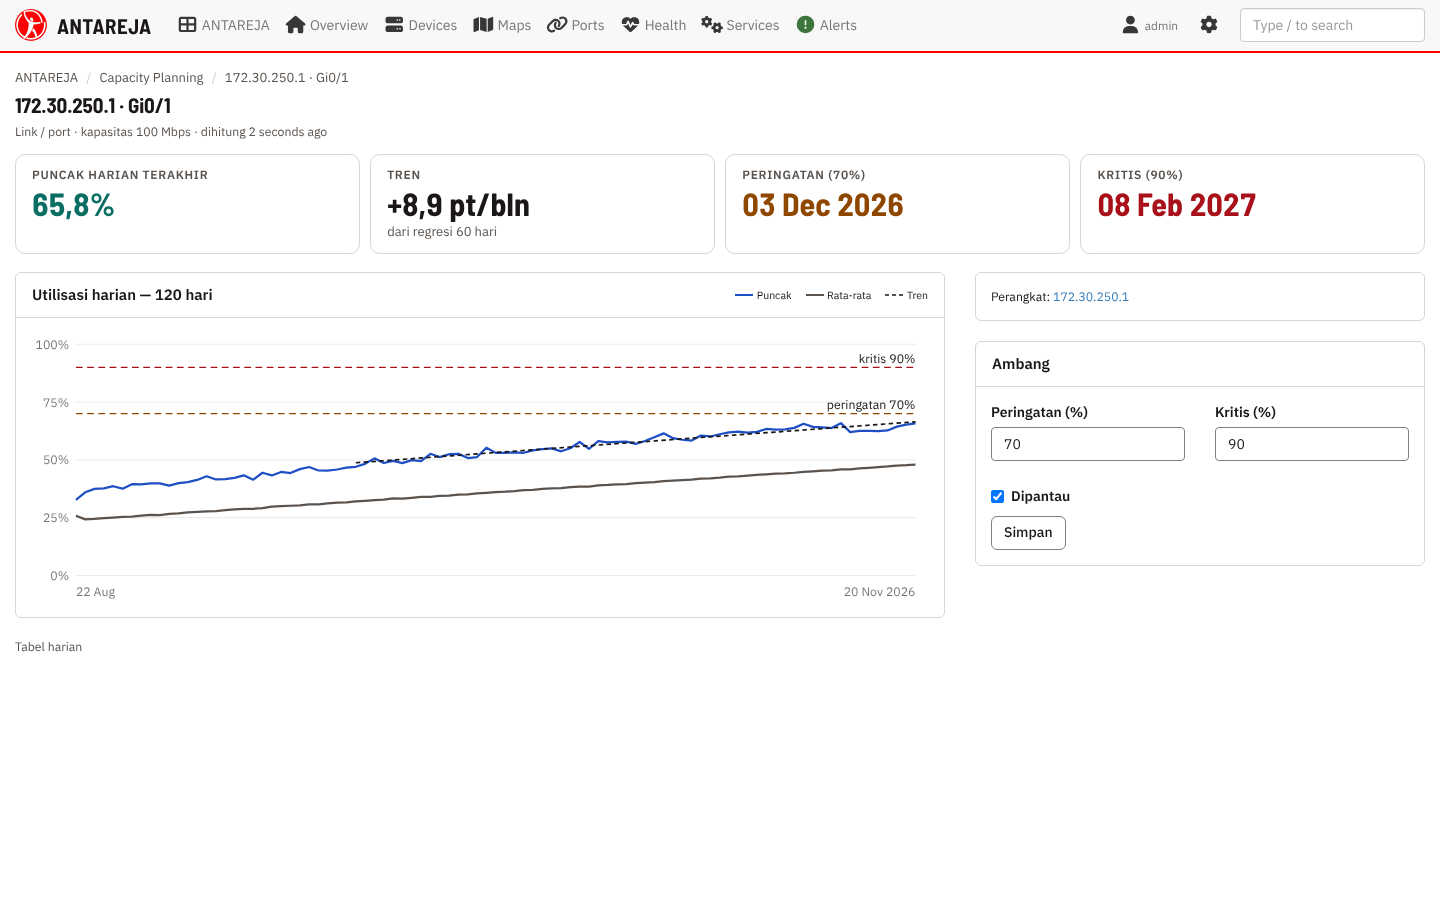 ANTAREJA ANTAREJA Overview Devices Maps Ports Health Services Alerts admin Type / to search
ANTAREJA / Capacity Planning / 172.30.250.1 · Gi0/1
172.30.250.1 · Gi0/1
Link / port · kapasitas 100 Mbps · dihitung 2 seconds ago
PUNCAK HARIAN TERAKHIR
65,8%
TREN
+8,9 pt/bln
dari regresi 60 hari
PERINGATAN (70%)
03 Dec 2026
KRITIS (90%)
08 Feb 2027
Utilisasi harian — 120 hari
Puncak Rata-rata Tren
100%
kritis 90%
75%
peringatan 70%
50%
25%
0%
22 Aug 20 Nov 2026
Perangkat: 172.30.250.1
Ambang
Peringatan (%) Kritis (%)
70 90
Dipantau
Simpan
Tabel harian